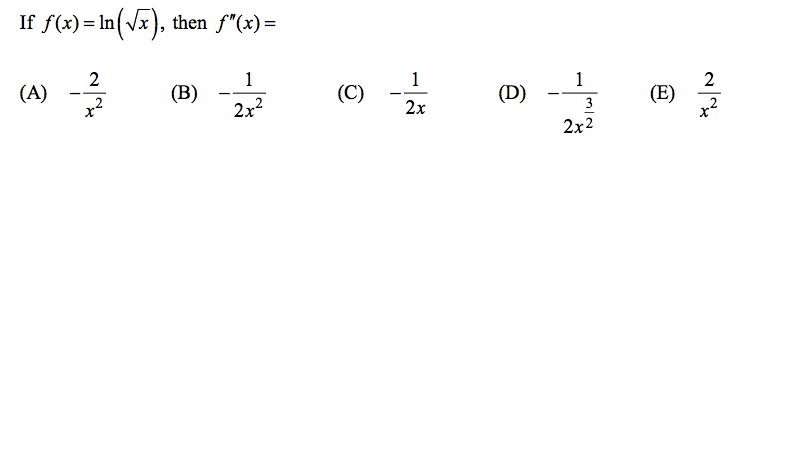 If f(x) = ln(√x), then f″(x) =
(A) −2/x² (B) −1/(2x²) (C) −1/(2x) (D) −1/(2x^(3/2)) (E) 2/x²